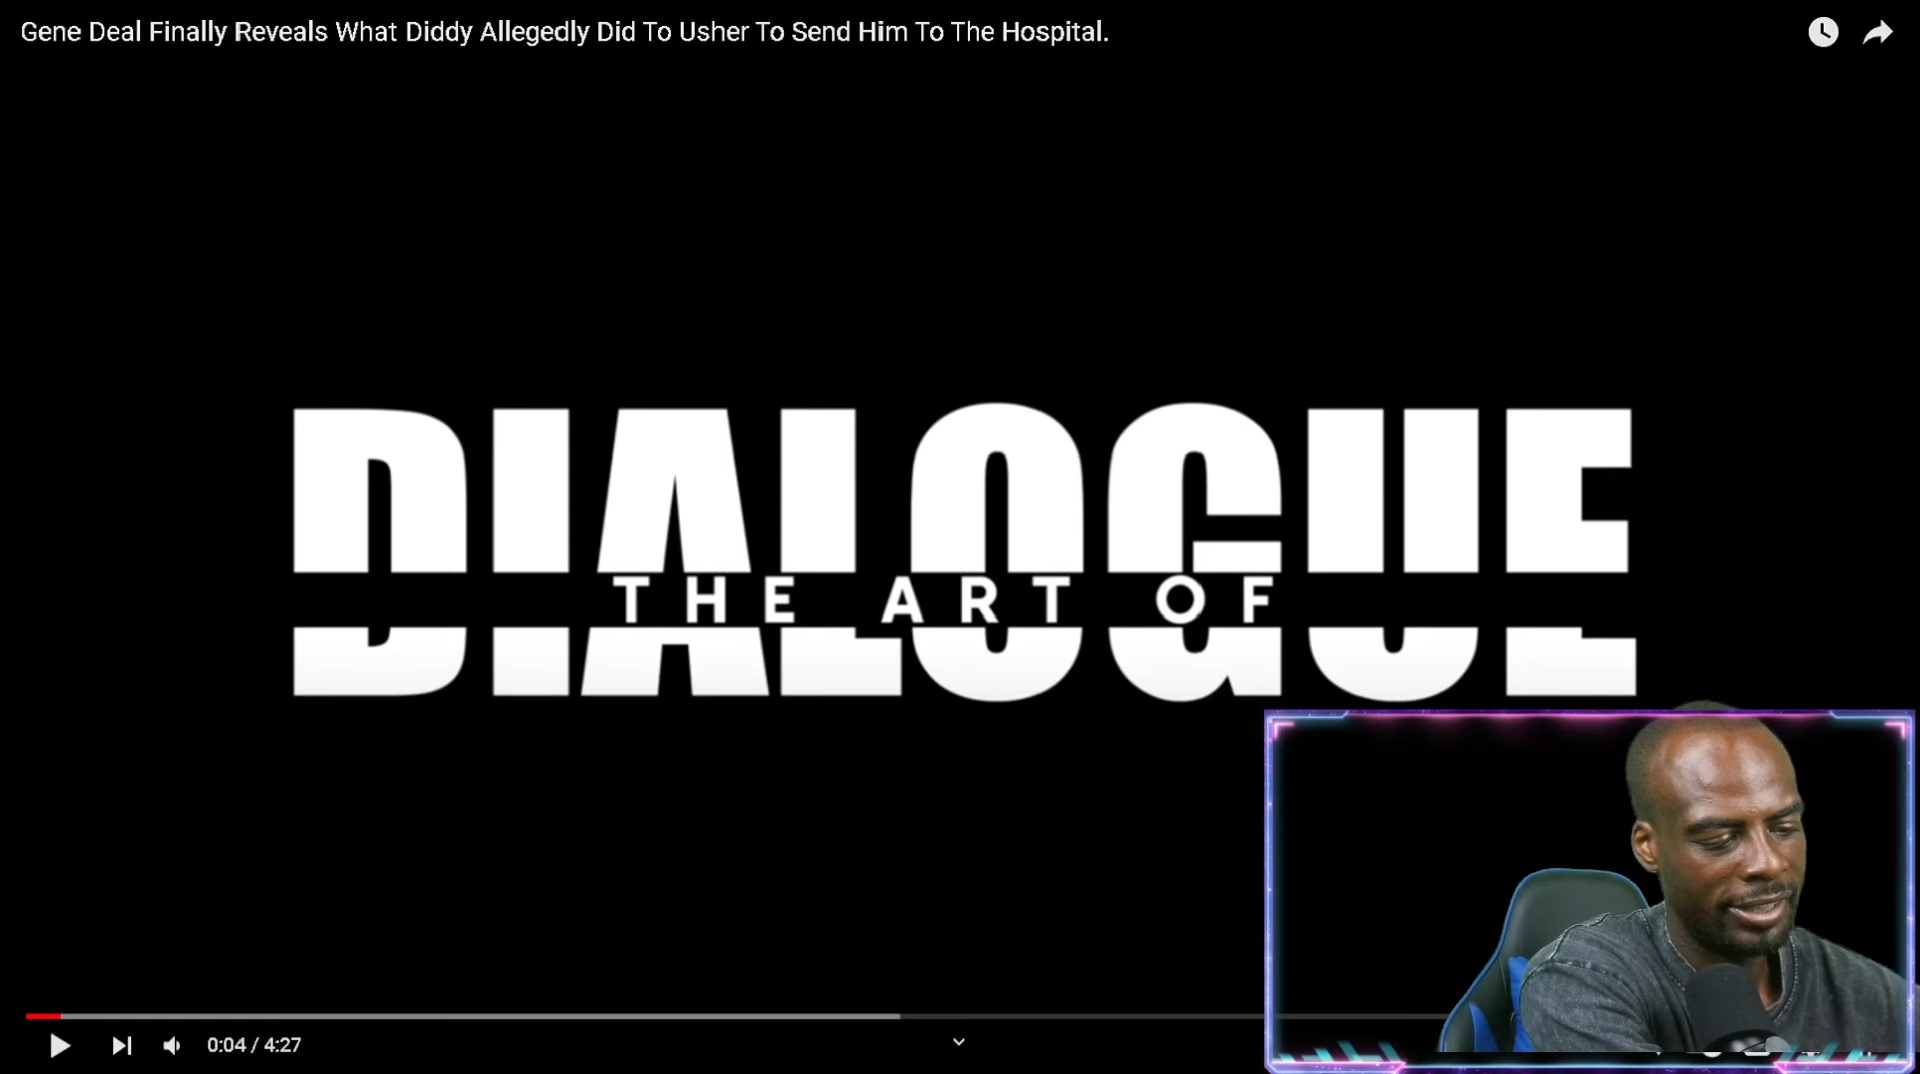 Gene Deal Finally Reveals What Diddy Allegedly Did To Usher To Send Him To The Hospital.
DIALOGUE
THE ART OF
0:04 / 4:27